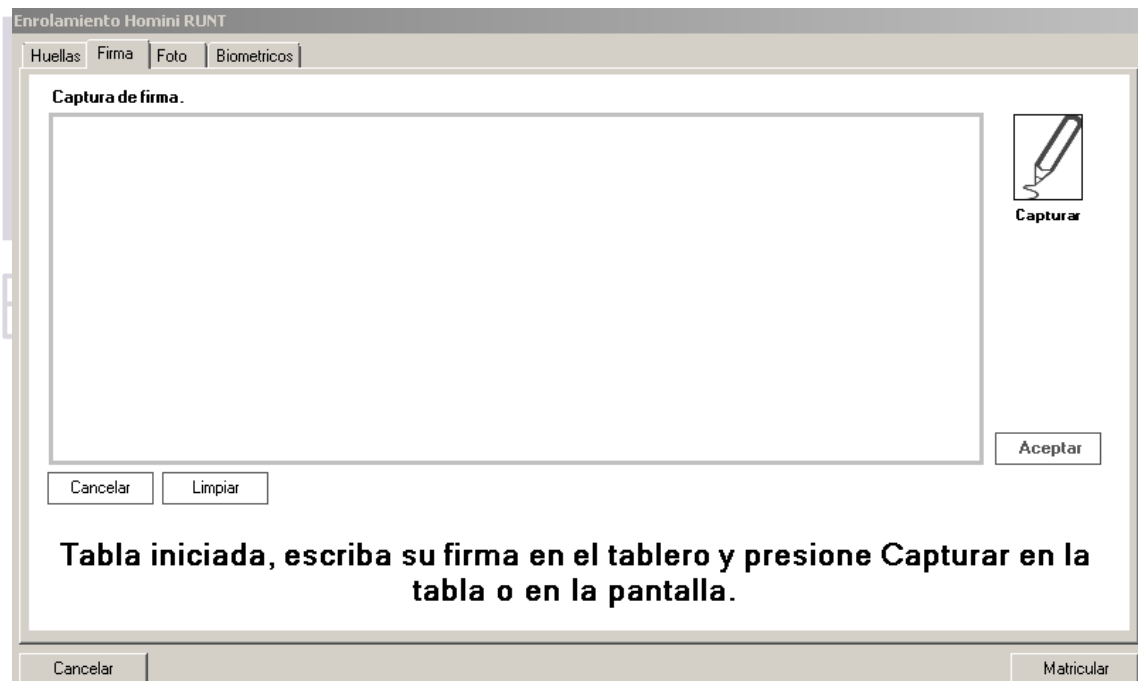 Enrolamiento Homini RUNT
Huellas Firma Foto Biometricos
Captura de firma.
Capturar
Aceptar
Cancelar Limpiar
Tabla iniciada, escriba su firma en el tablero y presione Capturar en la
tabla o en la pantalla.
Cancelar Matricular